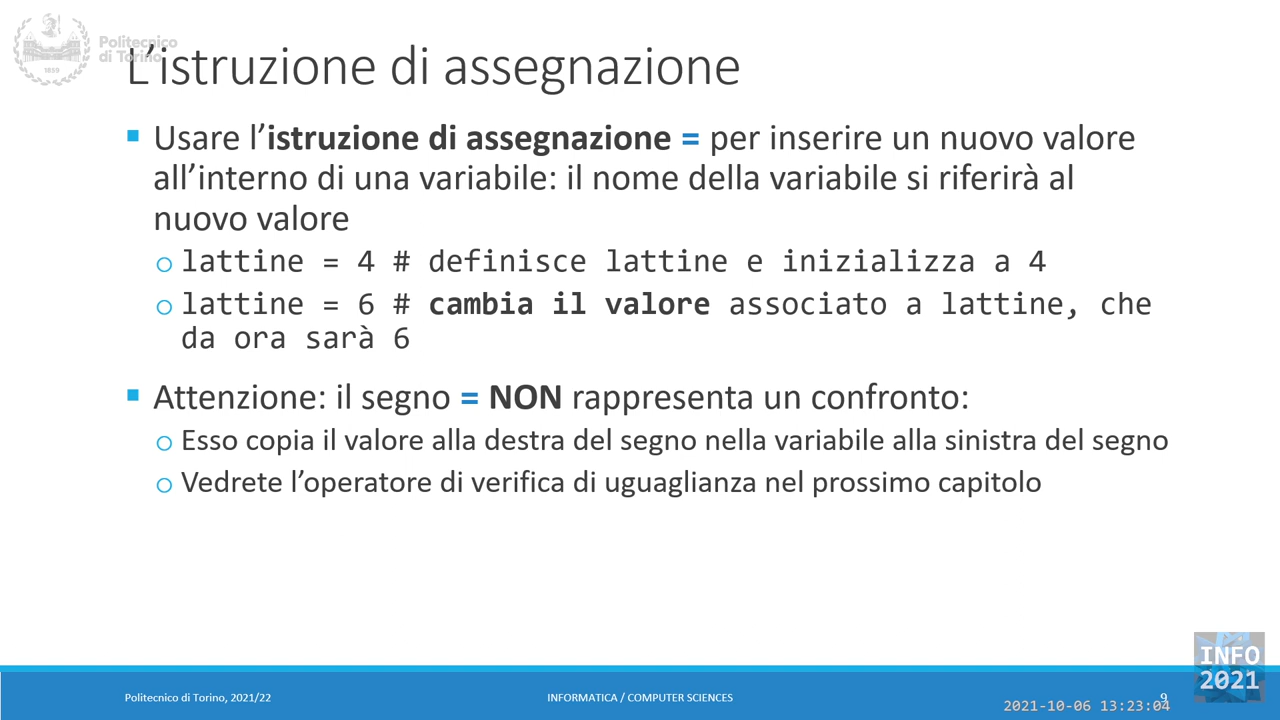 Politecnico
di Torino
1859
L’istruzione di assegnazione
Usare l’istruzione di assegnazione = per inserire un nuovo valore
all’interno di una variabile: il nome della variabile si riferirà al
nuovo valore
lattine = 4 # definisce lattine e inizializza a 4
lattine = 6 # cambia il valore associato a lattine, che
da ora sarà 6
Attenzione: il segno = NON rappresenta un confronto:
Esso copia il valore alla destra del segno nella variabile alla sinistra del segno
Vedrete l’operatore di verifica di uguaglianza nel prossimo capitolo
INFO
2021
Politecnico di Torino, 2021/22
INFORMATICA / COMPUTER SCIENCES
9
2021-10-06 13:23:04